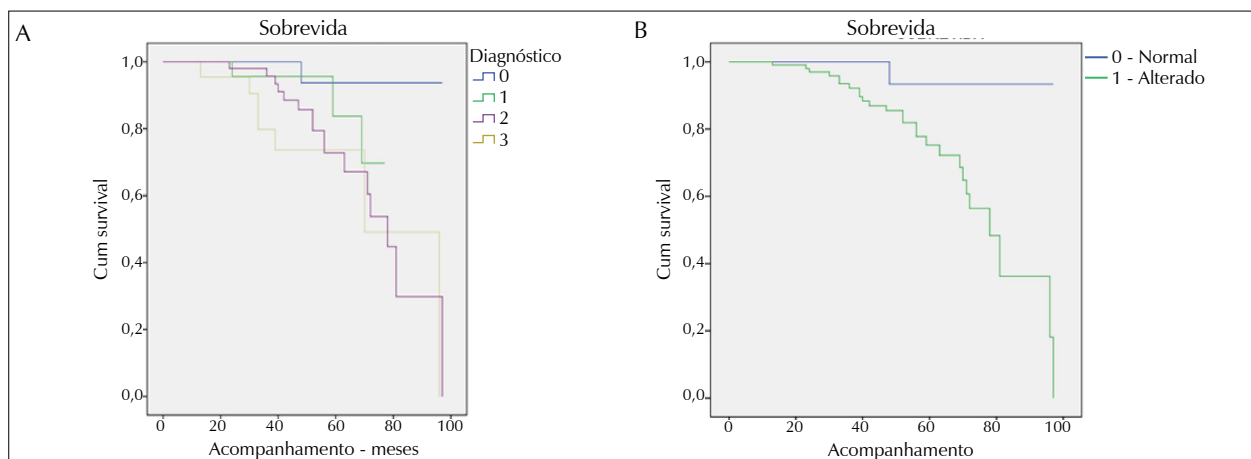 A
Sobrevida
Diagnóstico
0
1
2
3
1,0
0,8
0,6
0,4
0,2
0,0
Cum survival
0 20 40 60 80 100
Acompanhamento - meses
B
Sobrevida
0 - Normal
1 - Alterado
1,0
0,8
0,6
0,4
0,2
0,0
Cum survival
0 20 40 60 80 100
Acompanhamento